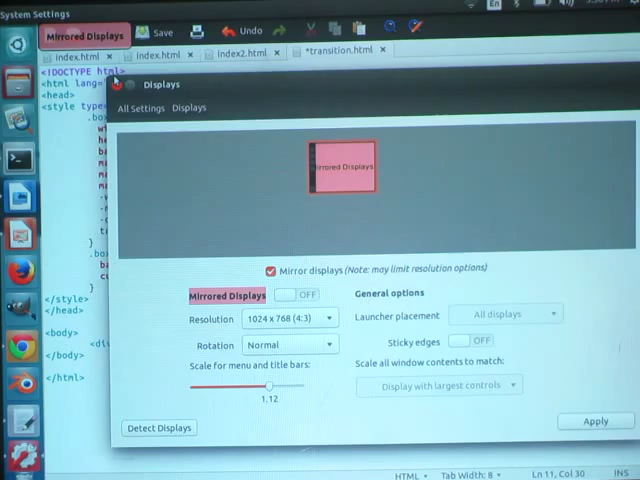 System Settings
En
Mirrored Displays
Save
Undo
index.html
index.html
index2.html
*transition.html
<!DOCTYPE html>
<html lang="
<head>
<style type=
.box
}
.box
}
</style>
</head>
<body>
<div
</body>
</html>
Displays
All Settings Displays
Mirrored Displays
Mirror displays (Note: may limit resolution options)
Mirrored Displays OFF
General options
Resolution 1024 x 768 (4:3)
Launcher placement All displays
Rotation Normal
Sticky edges OFF
Scale for menu and title bars:
Scale all window contents to match:
1.12
Display with largest controls
Detect Displays
Apply
HTML Tab Width: 8 Ln 11, Col 30 INS